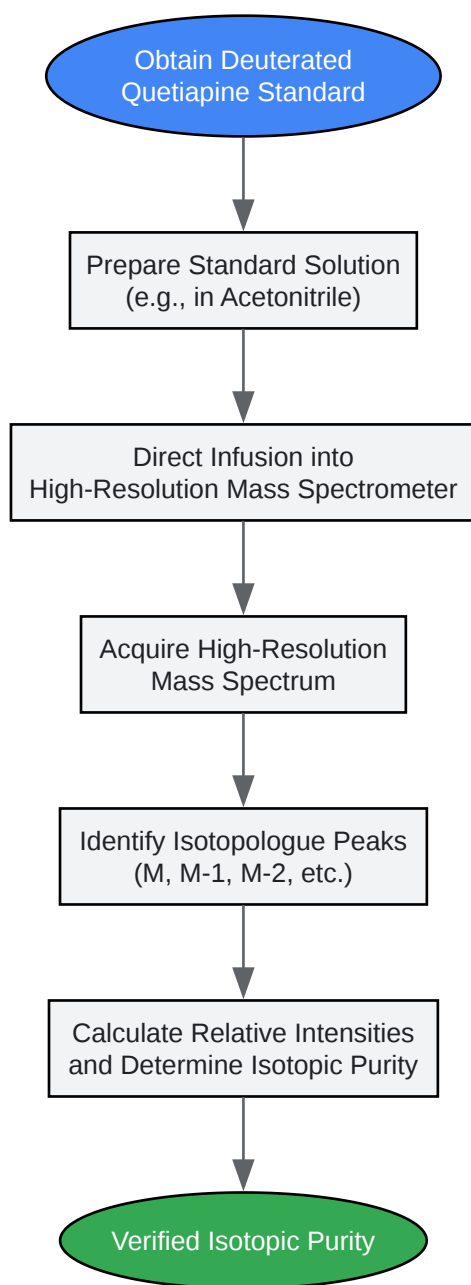 Obtain Deuterated
Quetiapine Standard
Prepare Standard Solution
(e.g., in Acetonitrile)
Direct Infusion into
High-Resolution Mass Spectrometer
Acquire High-Resolution
Mass Spectrum
Identify Isotopologue Peaks
(M, M-1, M-2, etc.)
Calculate Relative Intensities
and Determine Isotopic Purity
Verified Isotopic Purity